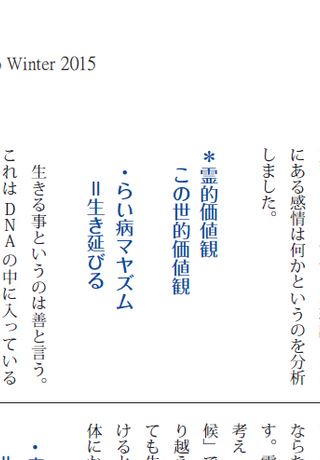 Winter 2015
にある感情は何かというのを分析
しました。
＊霊的価値観
この世的価値観
・らい病マヤズム
＝生き延びる
生きる事というのは善と言う。
これはＤＮＡの中に入っている
なら
す。
考え
候」で
り越
ても
ける
体に